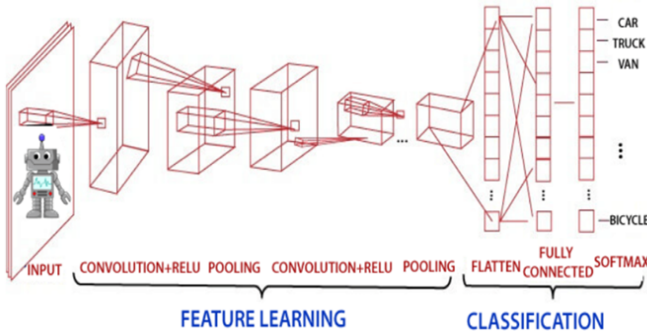 CAR
TRUCK
VAN
BICYCLE
INPUT
CONVOLUTION+RELU
POOLING
CONVOLUTION+RELU
POOLING
FLATTEN
FULLY
CONNECTED
SOFTMAX
FEATURE LEARNING
CLASSIFICATION